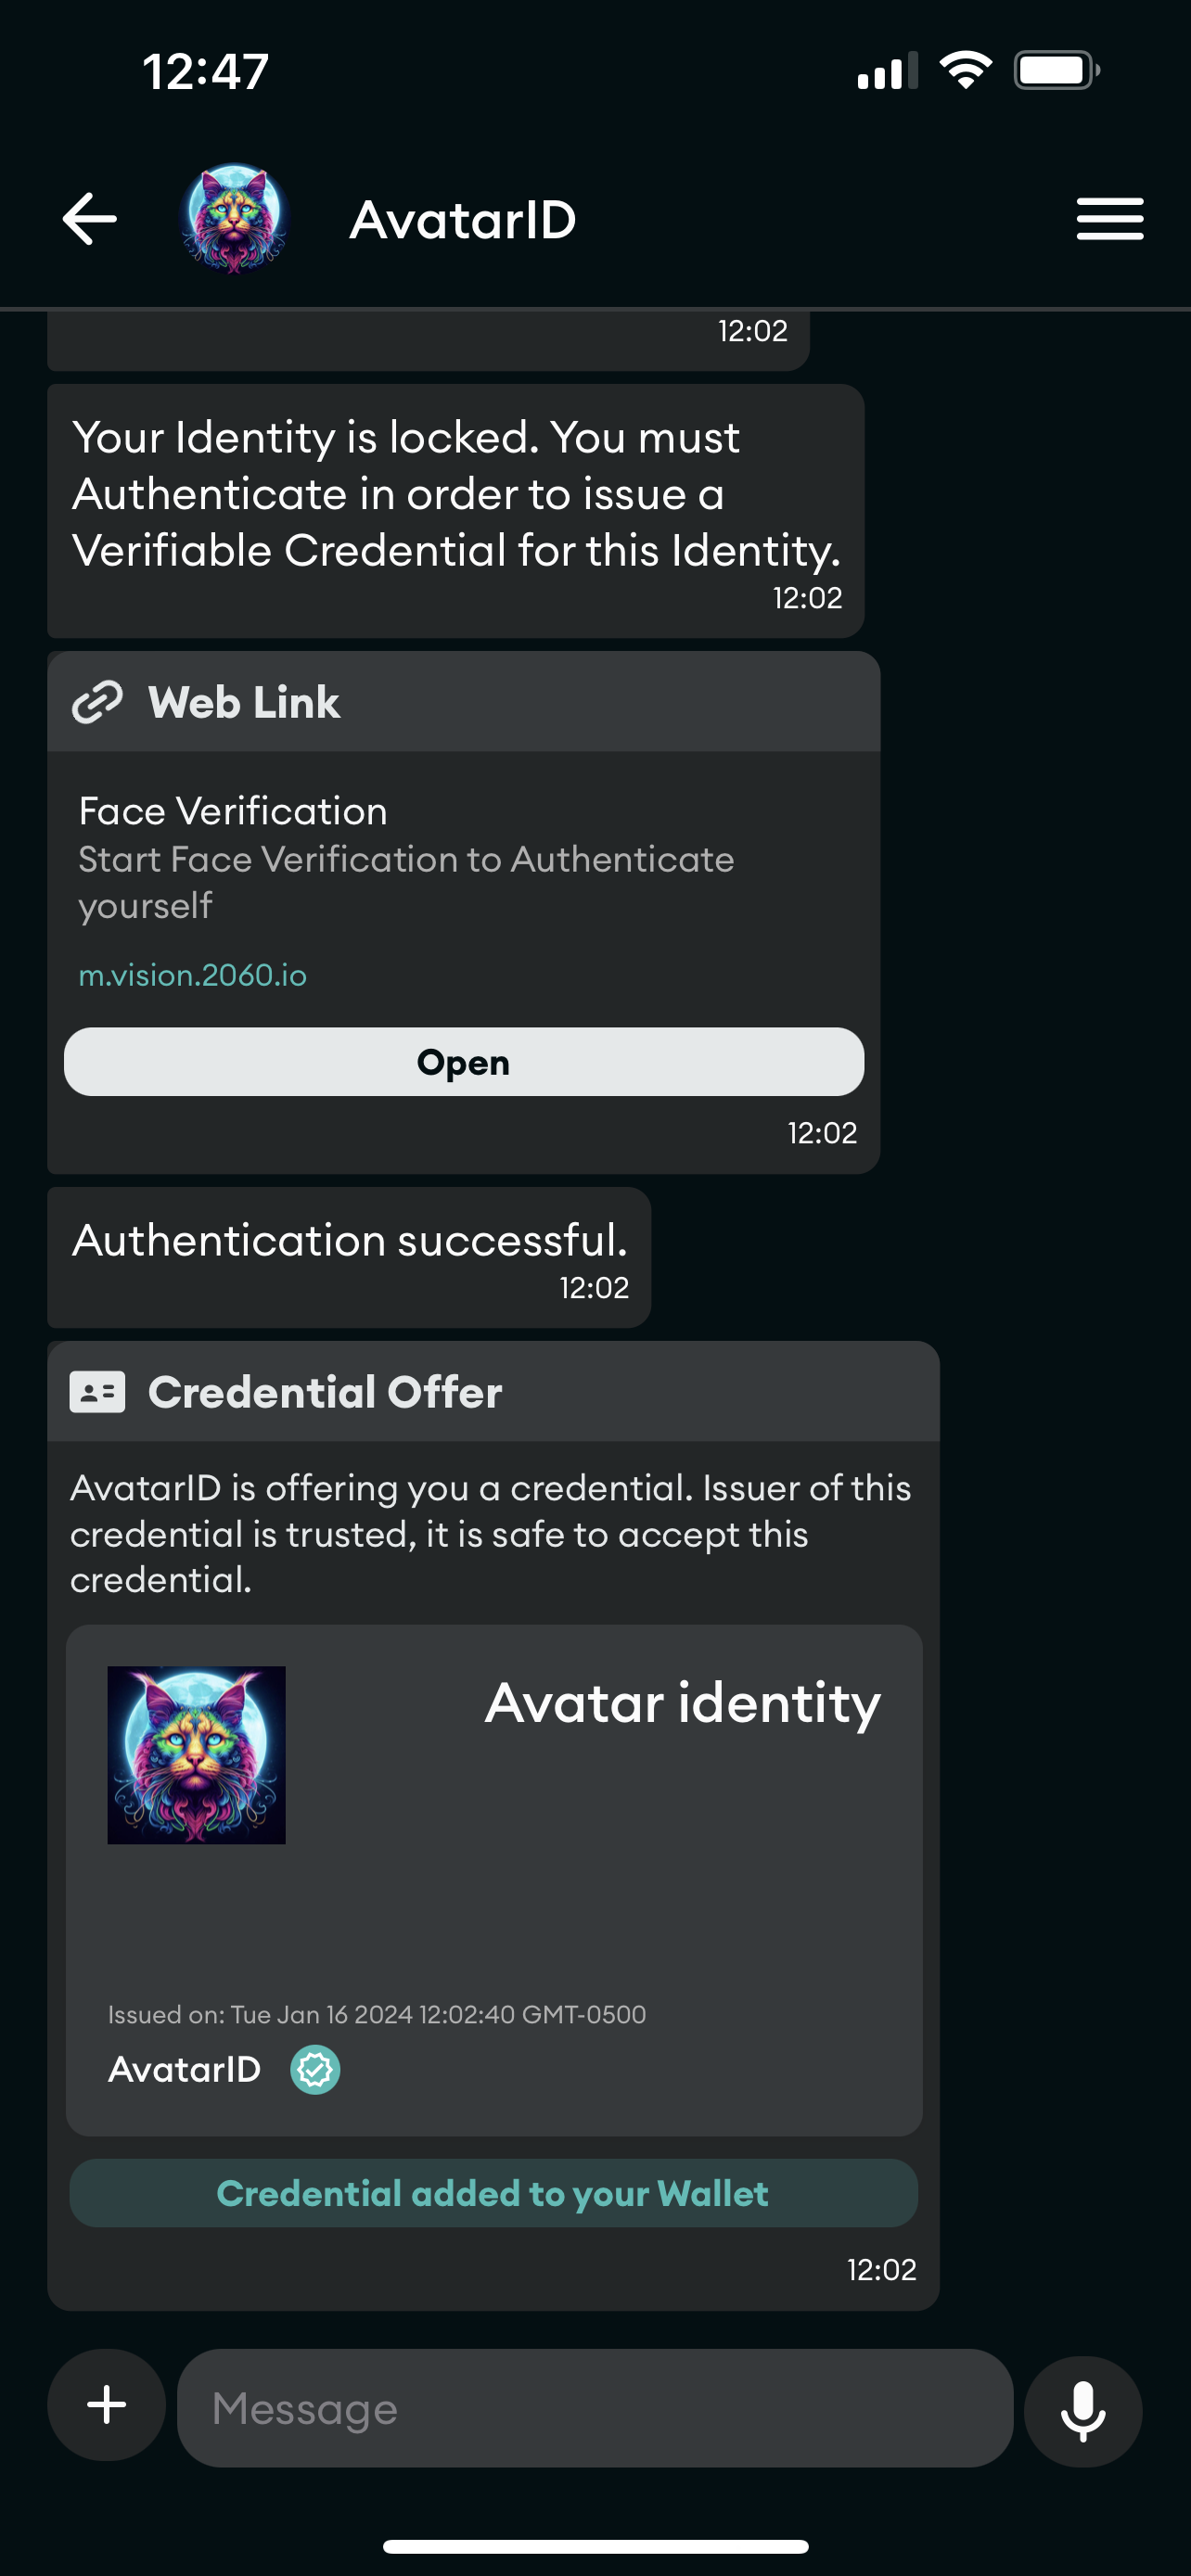 12:47
AvatarID
12:02
Your Identity is locked. You must
Authenticate in order to issue a
Verifiable Credential for this Identity.
12:02
Web Link
Face Verification
Start Face Verification to Authenticate
yourself
m.vision.2060.io
Open
12:02
Authentication successful.
12:02
Credential Offer
AvatarID is offering you a credential. Issuer of this
credential is trusted, it is safe to accept this
credential.
Avatar identity
Issued on: Tue Jan 16 2024 12:02:40 GMT-0500
AvatarID
Credential added to your Wallet
12:02
Message